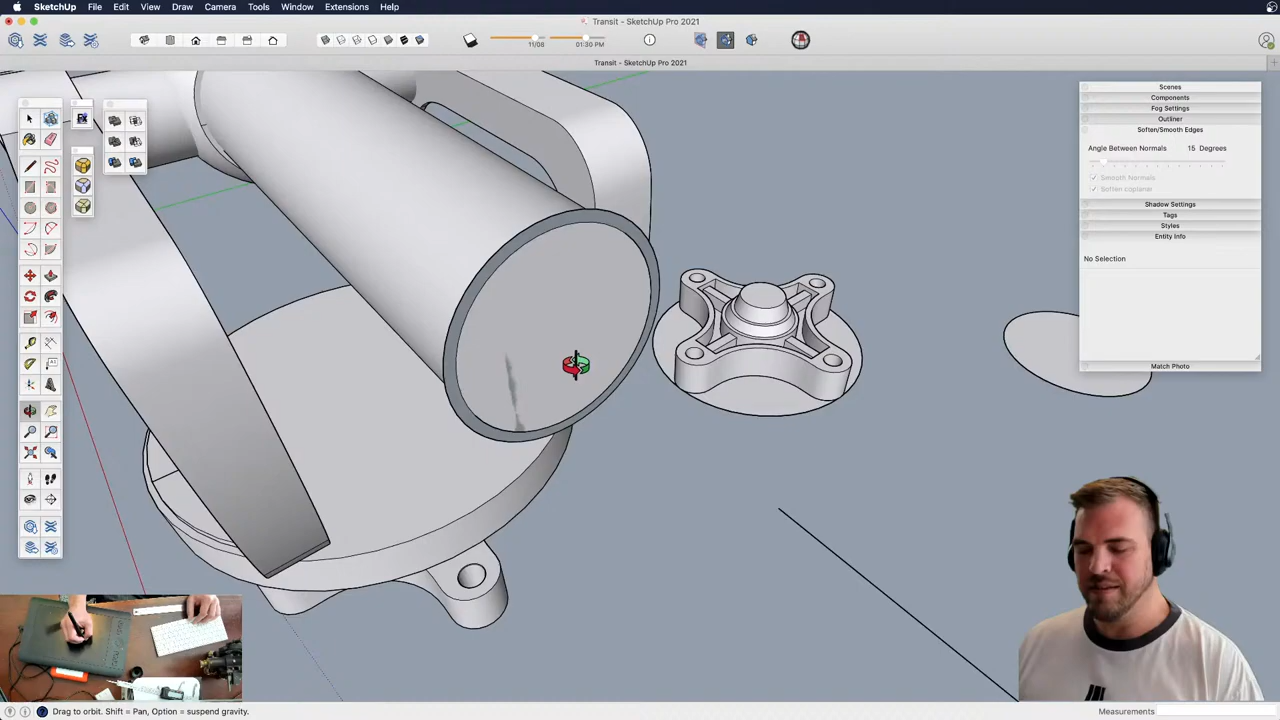 SketchUp File Edit View Draw Camera Tools Window Extensions Help
Transit - SketchUp Pro 2021
11/08 01:30 PM
Transit - SketchUp Pro 2021
Scenes
Components
Fog Settings
Outliner
Soften/Smooth Edges
Angle Between Normals 15 Degrees
Smooth Normals
Soften coplanar
Shadow Settings
Tags
Styles
Entity Info
No Selection
Match Photo
Drag to orbit. Shift = Pan, Option = suspend gravity.
Measurements